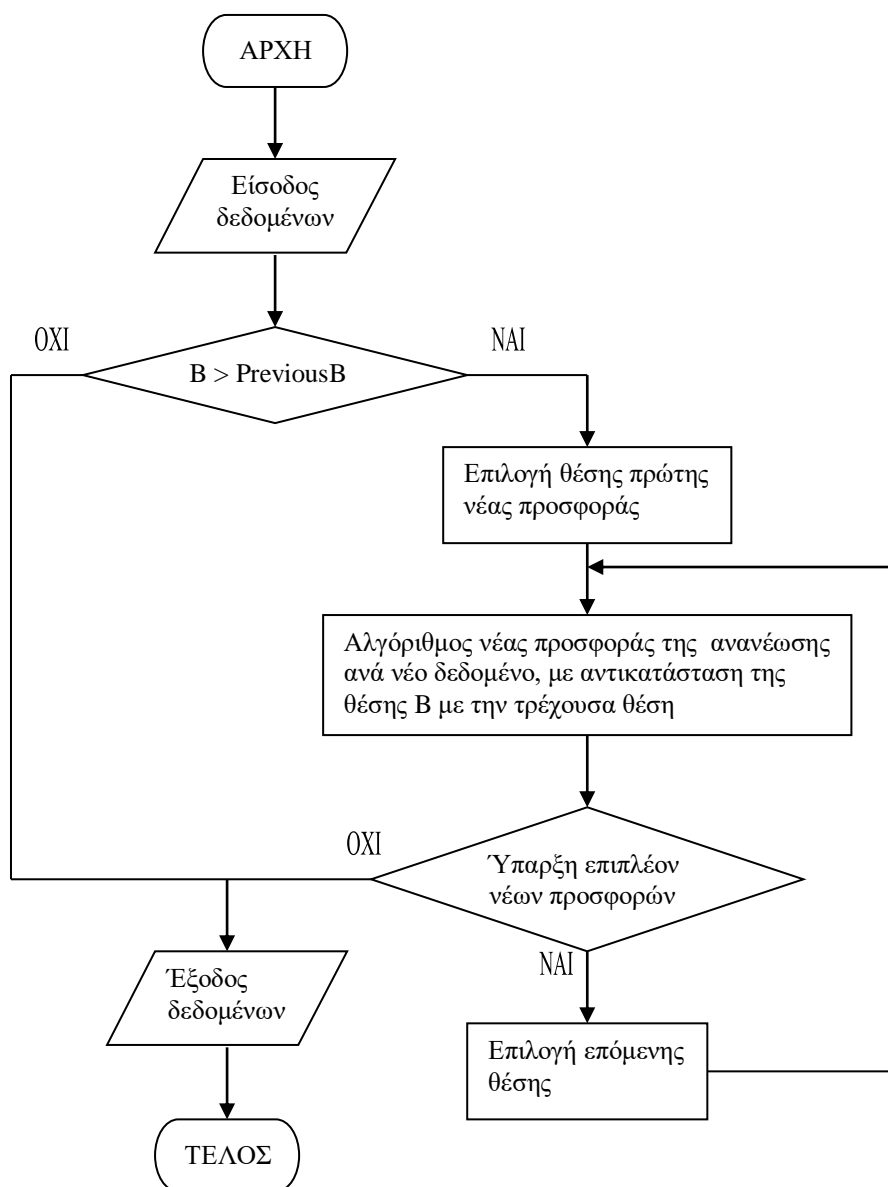 ΑΡΧΗ
Είσοδος
δεδομένων
ΟΧΙ
ΝΑΙ
B > PreviousB
Επιλογή θέσης πρώτης
νέας προσφοράς
Αλγόριθμος νέας προσφοράς της ανανέωσης
ανά νέο δεδομένο, με αντικατάσταση της
θέσης Β με την τρέχουσα θέση
ΟΧΙ
Ύπαρξη επιπλέον
νέων προσφορών
ΝΑΙ
Έξοδος
δεδομένων
Επιλογή επόμενης
θέσης
ΤΕΛΟΣ